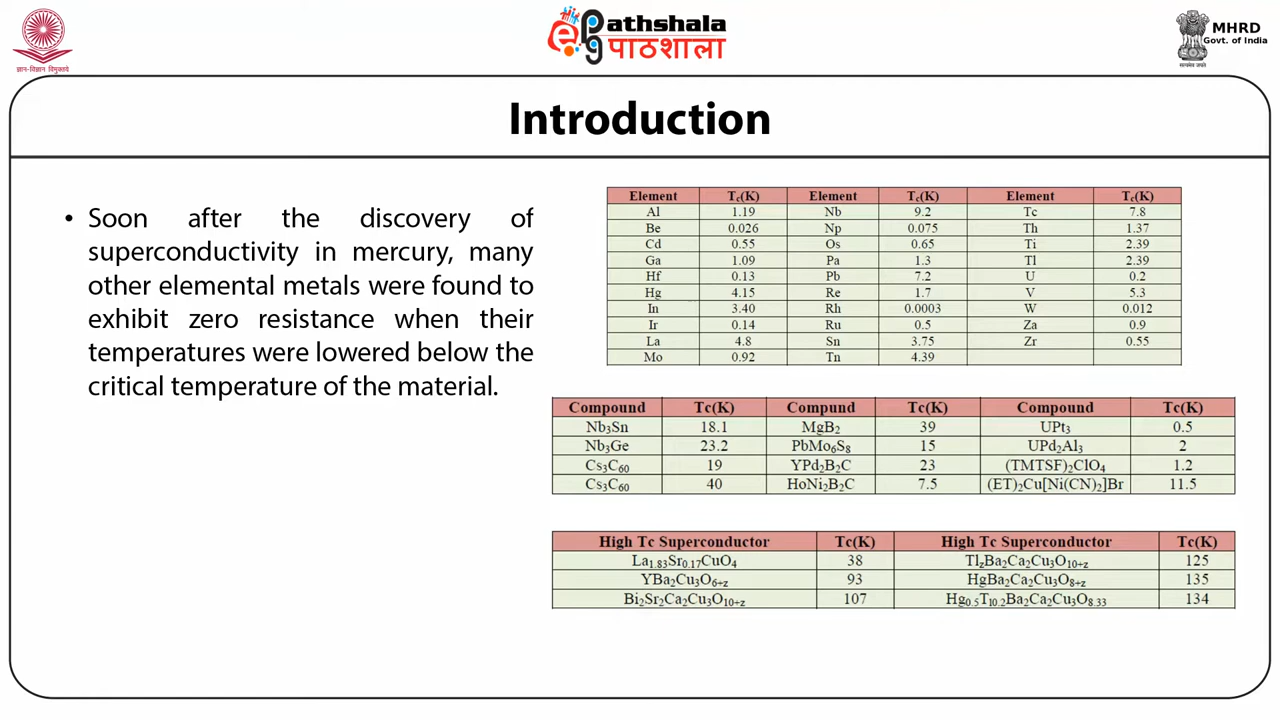 ज्ञान-विज्ञान विमुक्तये
ePathshala
पाठशाला
MHRD
Govt. of India
सत्यमेव जयते
Introduction
• Soon after the discovery of
superconductivity in mercury, many
other elemental metals were found to
exhibit zero resistance when their
temperatures were lowered below the
critical temperature of the material.
Element Tc(K) Element Tc(K) Element Tc(K)
Al 1.19 Nb 9.2 Tc 7.8
Be 0.026 Np 0.075 Th 1.37
Cd 0.55 Os 0.65 Ti 2.39
Ga 1.09 Pa 1.3 Tl 2.39
Hf 0.13 Pb 7.2 U 0.2
Hg 4.15 Re 1.7 V 5.3
In 3.40 Rh 0.0003 W 0.012
Ir 0.14 Ru 0.5 Za 0.9
La 4.8 Sn 3.75 Zr 0.55
Mo 0.92 Tn 4.39
Compound Tc(K) Compund Tc(K) Compound Tc(K)
Nb₃Sn 18.1 MgB₂ 39 UPt₃ 0.5
Nb₃Ge 23.2 PbMo₆S₈ 15 UPd₂Al₃ 2
Cs₃C₆₀ 19 YPd₂B₂C 23 (TMTSF)₂ClO₄ 1.2
Cs₃C₆₀ 40 HoNi₂B₂C 7.5 (ET)₂Cu[Ni(CN)₂]Br 11.5
High Tc Superconductor Tc(K) High Tc Superconductor Tc(K)
La₁.₈₃Sr₀.₁₇CuO₄ 38 TlzBa₂Ca₂Cu₃O₁₀₊z 125
YBa₂Cu₃O₆₊z 93 HgBa₂Ca₂Cu₃O₈₊z 135
Bi₂Sr₂Ca₂Cu₃O₁₀₊z 107 Hg₀.₅T₁₀.₂Ba₂Ca₂Cu₃O₈.₃₃ 134